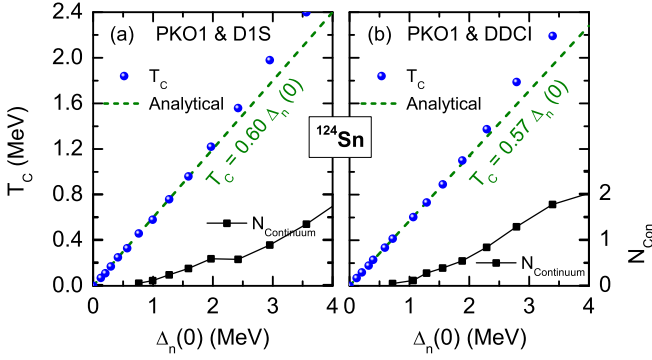 (a) PKO1 & D1S
T_C
Analytical
T_C = 0.60 Δ_n(0)
N_Continuum
2.4
2.0
1.6
1.2
0.8
0.4
0.0
T_C (MeV)
0 1 2 3 4
Δ_n(0) (MeV)
¹²⁴Sn
(b) PKO1 & DDCI
T_C
Analytical
T_C = 0.57 Δ_n(0)
N_Continuum
2
1
0
N_Con
0 1 2 3 4
Δ_n(0) (MeV)